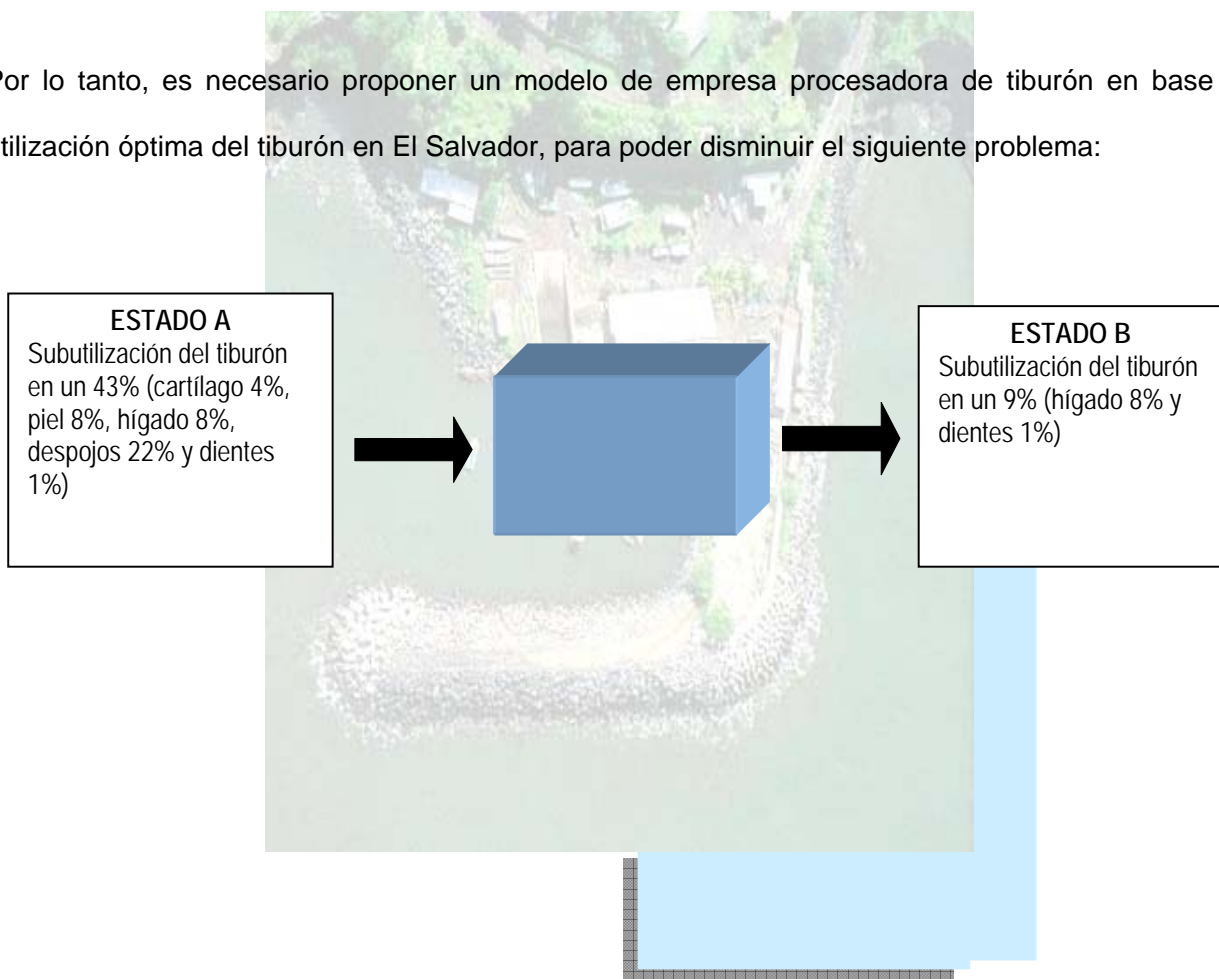 Por lo tanto, es necesario proponer un modelo de empresa procesadora de tiburón en base
utilización óptima del tiburón en El Salvador, para poder disminuir el siguiente problema:
ESTADO A
Subutilización del tiburón
en un 43% (cartílago 4%,
piel 8%, hígado 8%,
despojos 22% y dientes
1%)
ESTADO B
Subutilización del tiburón
en un 9% (hígado 8% y
dientes 1%)